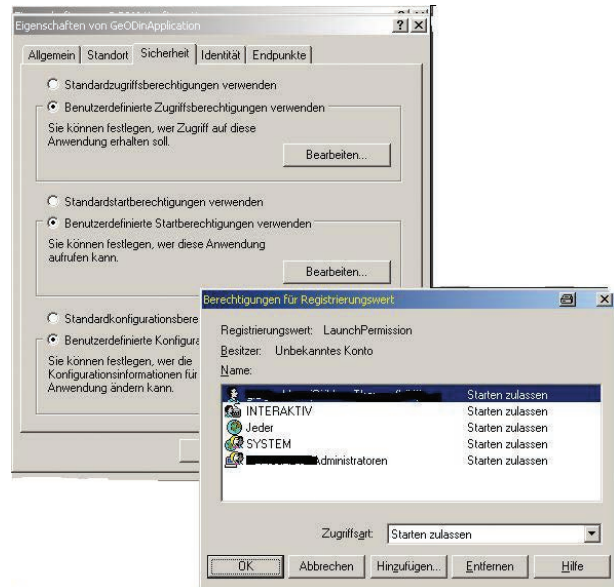 Eigenschaften von GeODinApplication
Allgemein Standort Sicherheit Identität Endpunkte
Standardzugriffsberechtigungen verwenden
Benutzerdefinierte Zugriffsberechtigungen verwenden
Sie können festlegen, wer Zugriff auf diese
Anwendung erhalten soll.
Bearbeiten...
Standardstartberechtigungen verwenden
Benutzerdefinierte Startberechtigungen verwenden
Sie können festlegen, wer diese Anwendung
aufrufen kann.
Bearbeiten...
Standardkonfigurationsbere
Benutzerdefinierte Konfigura
Sie können festlegen, wer die
Konfigurationsinformationen für
Anwendung ändern kann.
Berechtigungen für Registrierungswert
Registrierungswert: LaunchPermission
Besitzer: Unbekanntes Konto
Name:
Starten zulassen
INTERAKTIV Starten zulassen
Jeder Starten zulassen
SYSTEM Starten zulassen
Administratoren Starten zulassen
Zugriffsart: Starten zulassen
OK Abbrechen Hinzufügen... Entfernen Hilfe